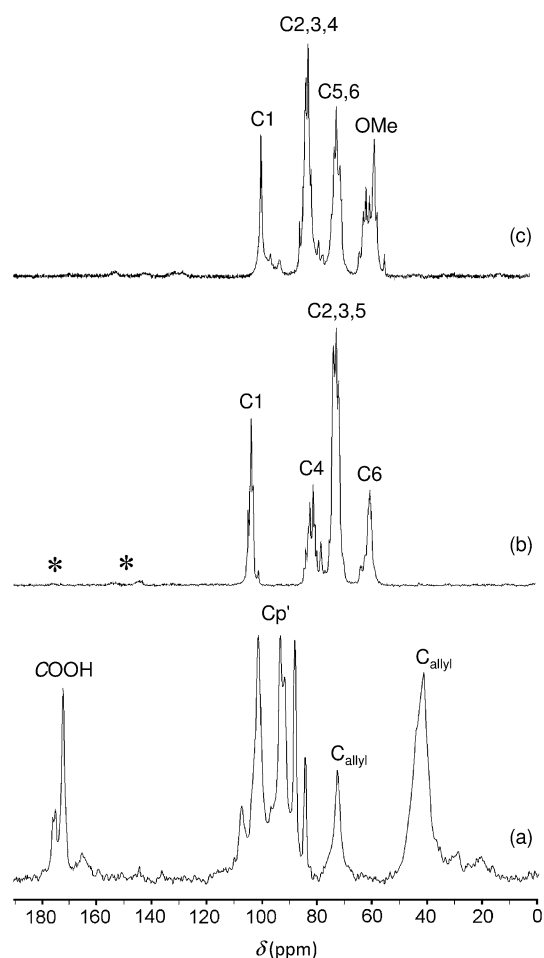 C2,3,4
C5,6
C1
OMe
(c)
C2,3,5
C1
C4
C6
(b)
* *
Cp'
COOH
Callyl
Callyl
(a)
180 160 140 120 100 80 60 40 20 0
δ (ppm)